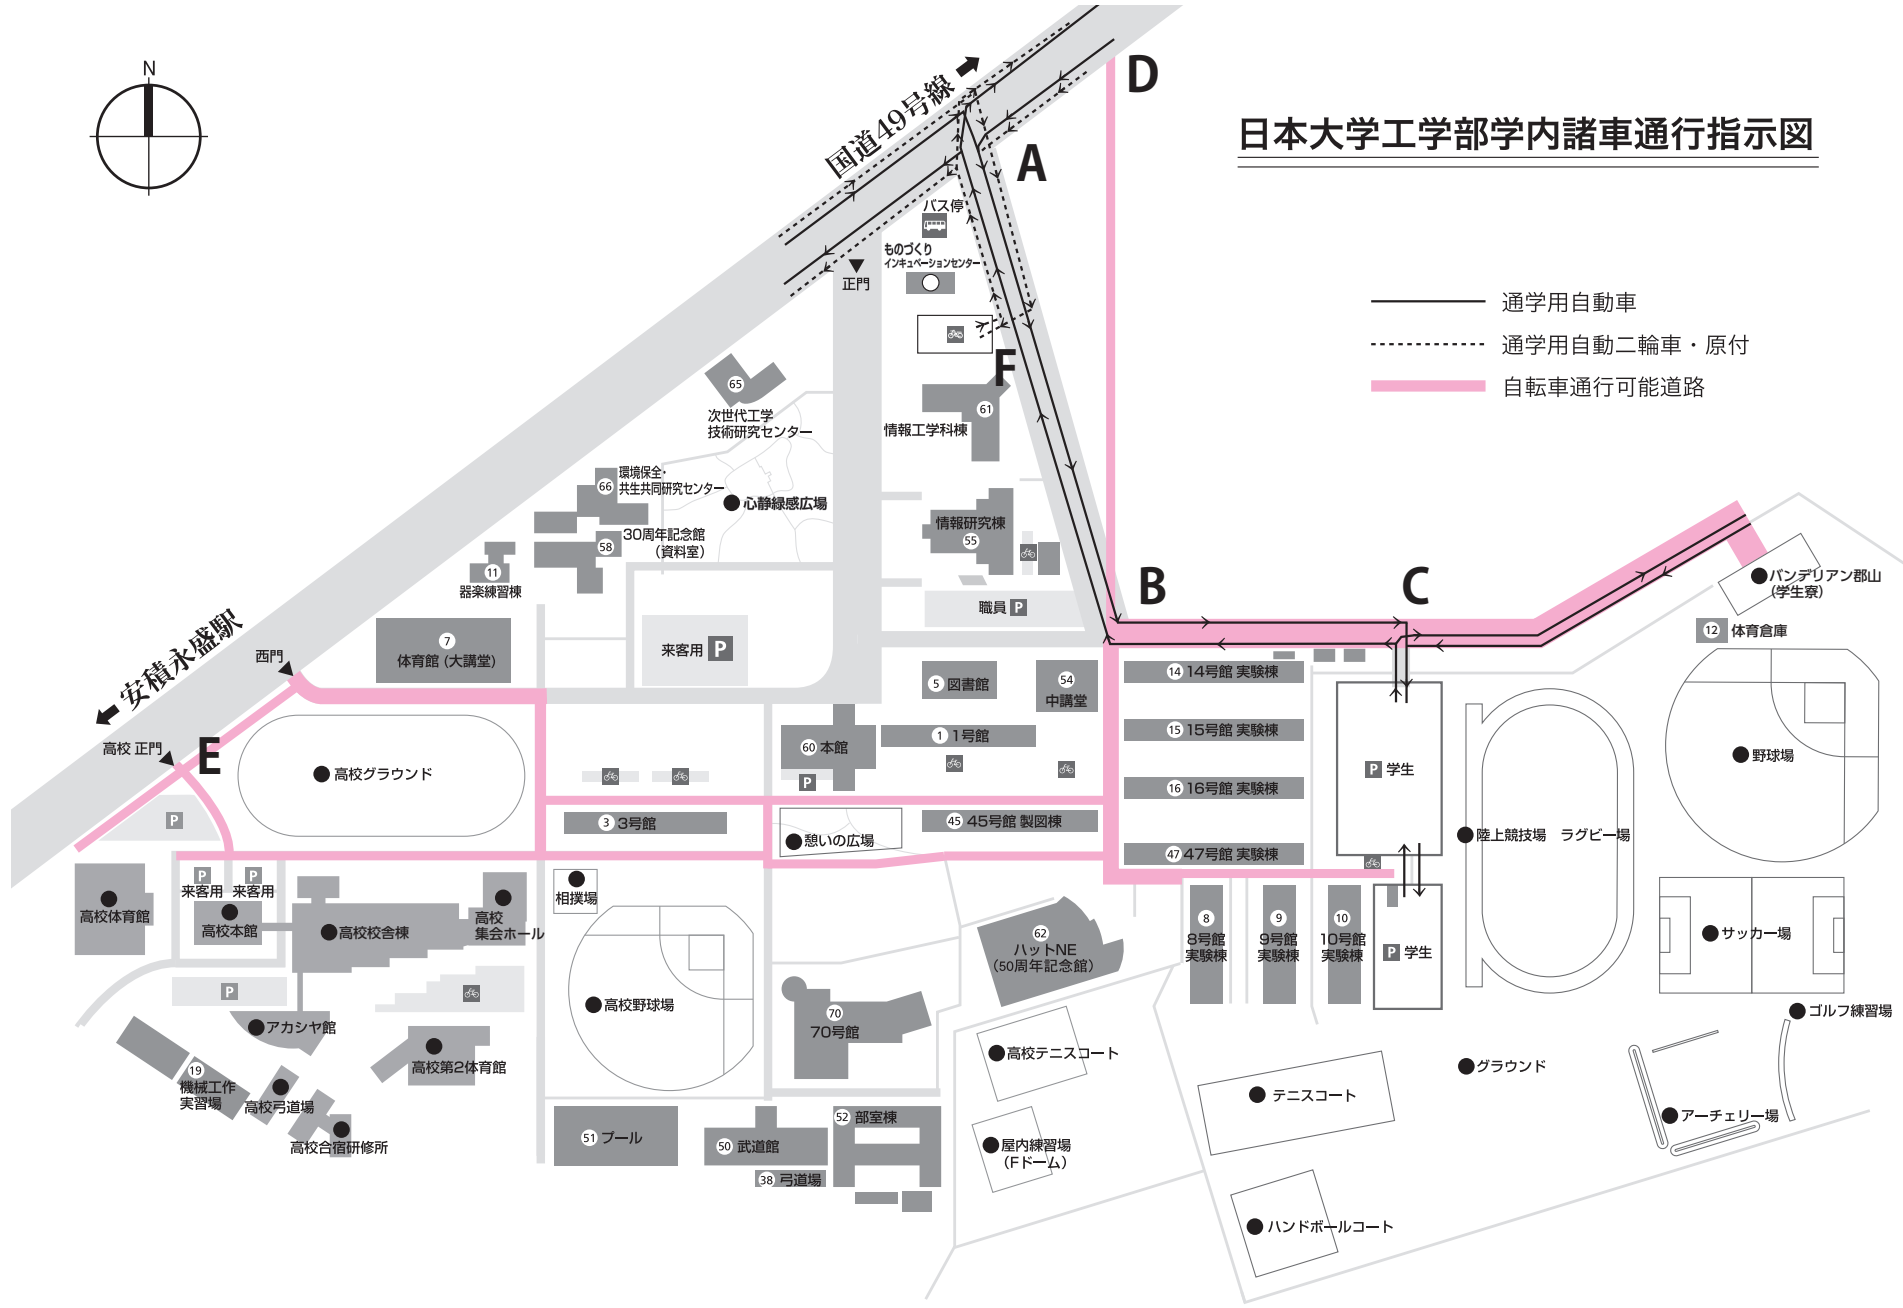 N
国道49号線
D
A
日本大学工学部学内諸車通行指示図
バス停
ものづくり
インキュベーションセンター
正門
通学用自動車
通学用自動二輪車・原付
自転車通行可能道路
F
65
次世代工学
技術研究センター
61
情報工学科棟
66
環境保全・
共生共同研究センター
心静緑感広場
58
30周年記念館
(資料室)
11
器楽練習棟
情報研究棟
55
職員 P
B
C
バンデリアン郡山
(学生寮)
12 体育倉庫
安積永盛駅
西門
7
体育館 (大講堂)
来客用 P
5 図書館
54
中講堂
14 14号館 実験棟
15 15号館 実験棟
16 16号館 実験棟
47 47号館 実験棟
P 学生
高校 正門
E
高校グラウンド
60 本館
P
1 1号館
野球場
P
3 3号館
憩いの広場
45 45号館 製図棟
陸上競技場 ラグビー場
P P
来客用 来客用
高校体育館
高校本館
高校校舎棟
高校
集会ホール
相撲場
62
ハットNE
(50周年記念館)
8
8号館
実験棟
9
9号館
実験棟
10
10号館
実験棟
P 学生
サッカー場
P
高校野球場
70
70号館
ゴルフ練習場
アカシヤ館
高校第2体育館
高校テニスコート
グラウンド
19
機械工作
実習場
高校弓道場
高校合宿研修所
テニスコート
アーチェリー場
51 プール
50 武道館
52 部室棟
38 弓道場
屋内練習場
(Fドーム)
ハンドボールコート